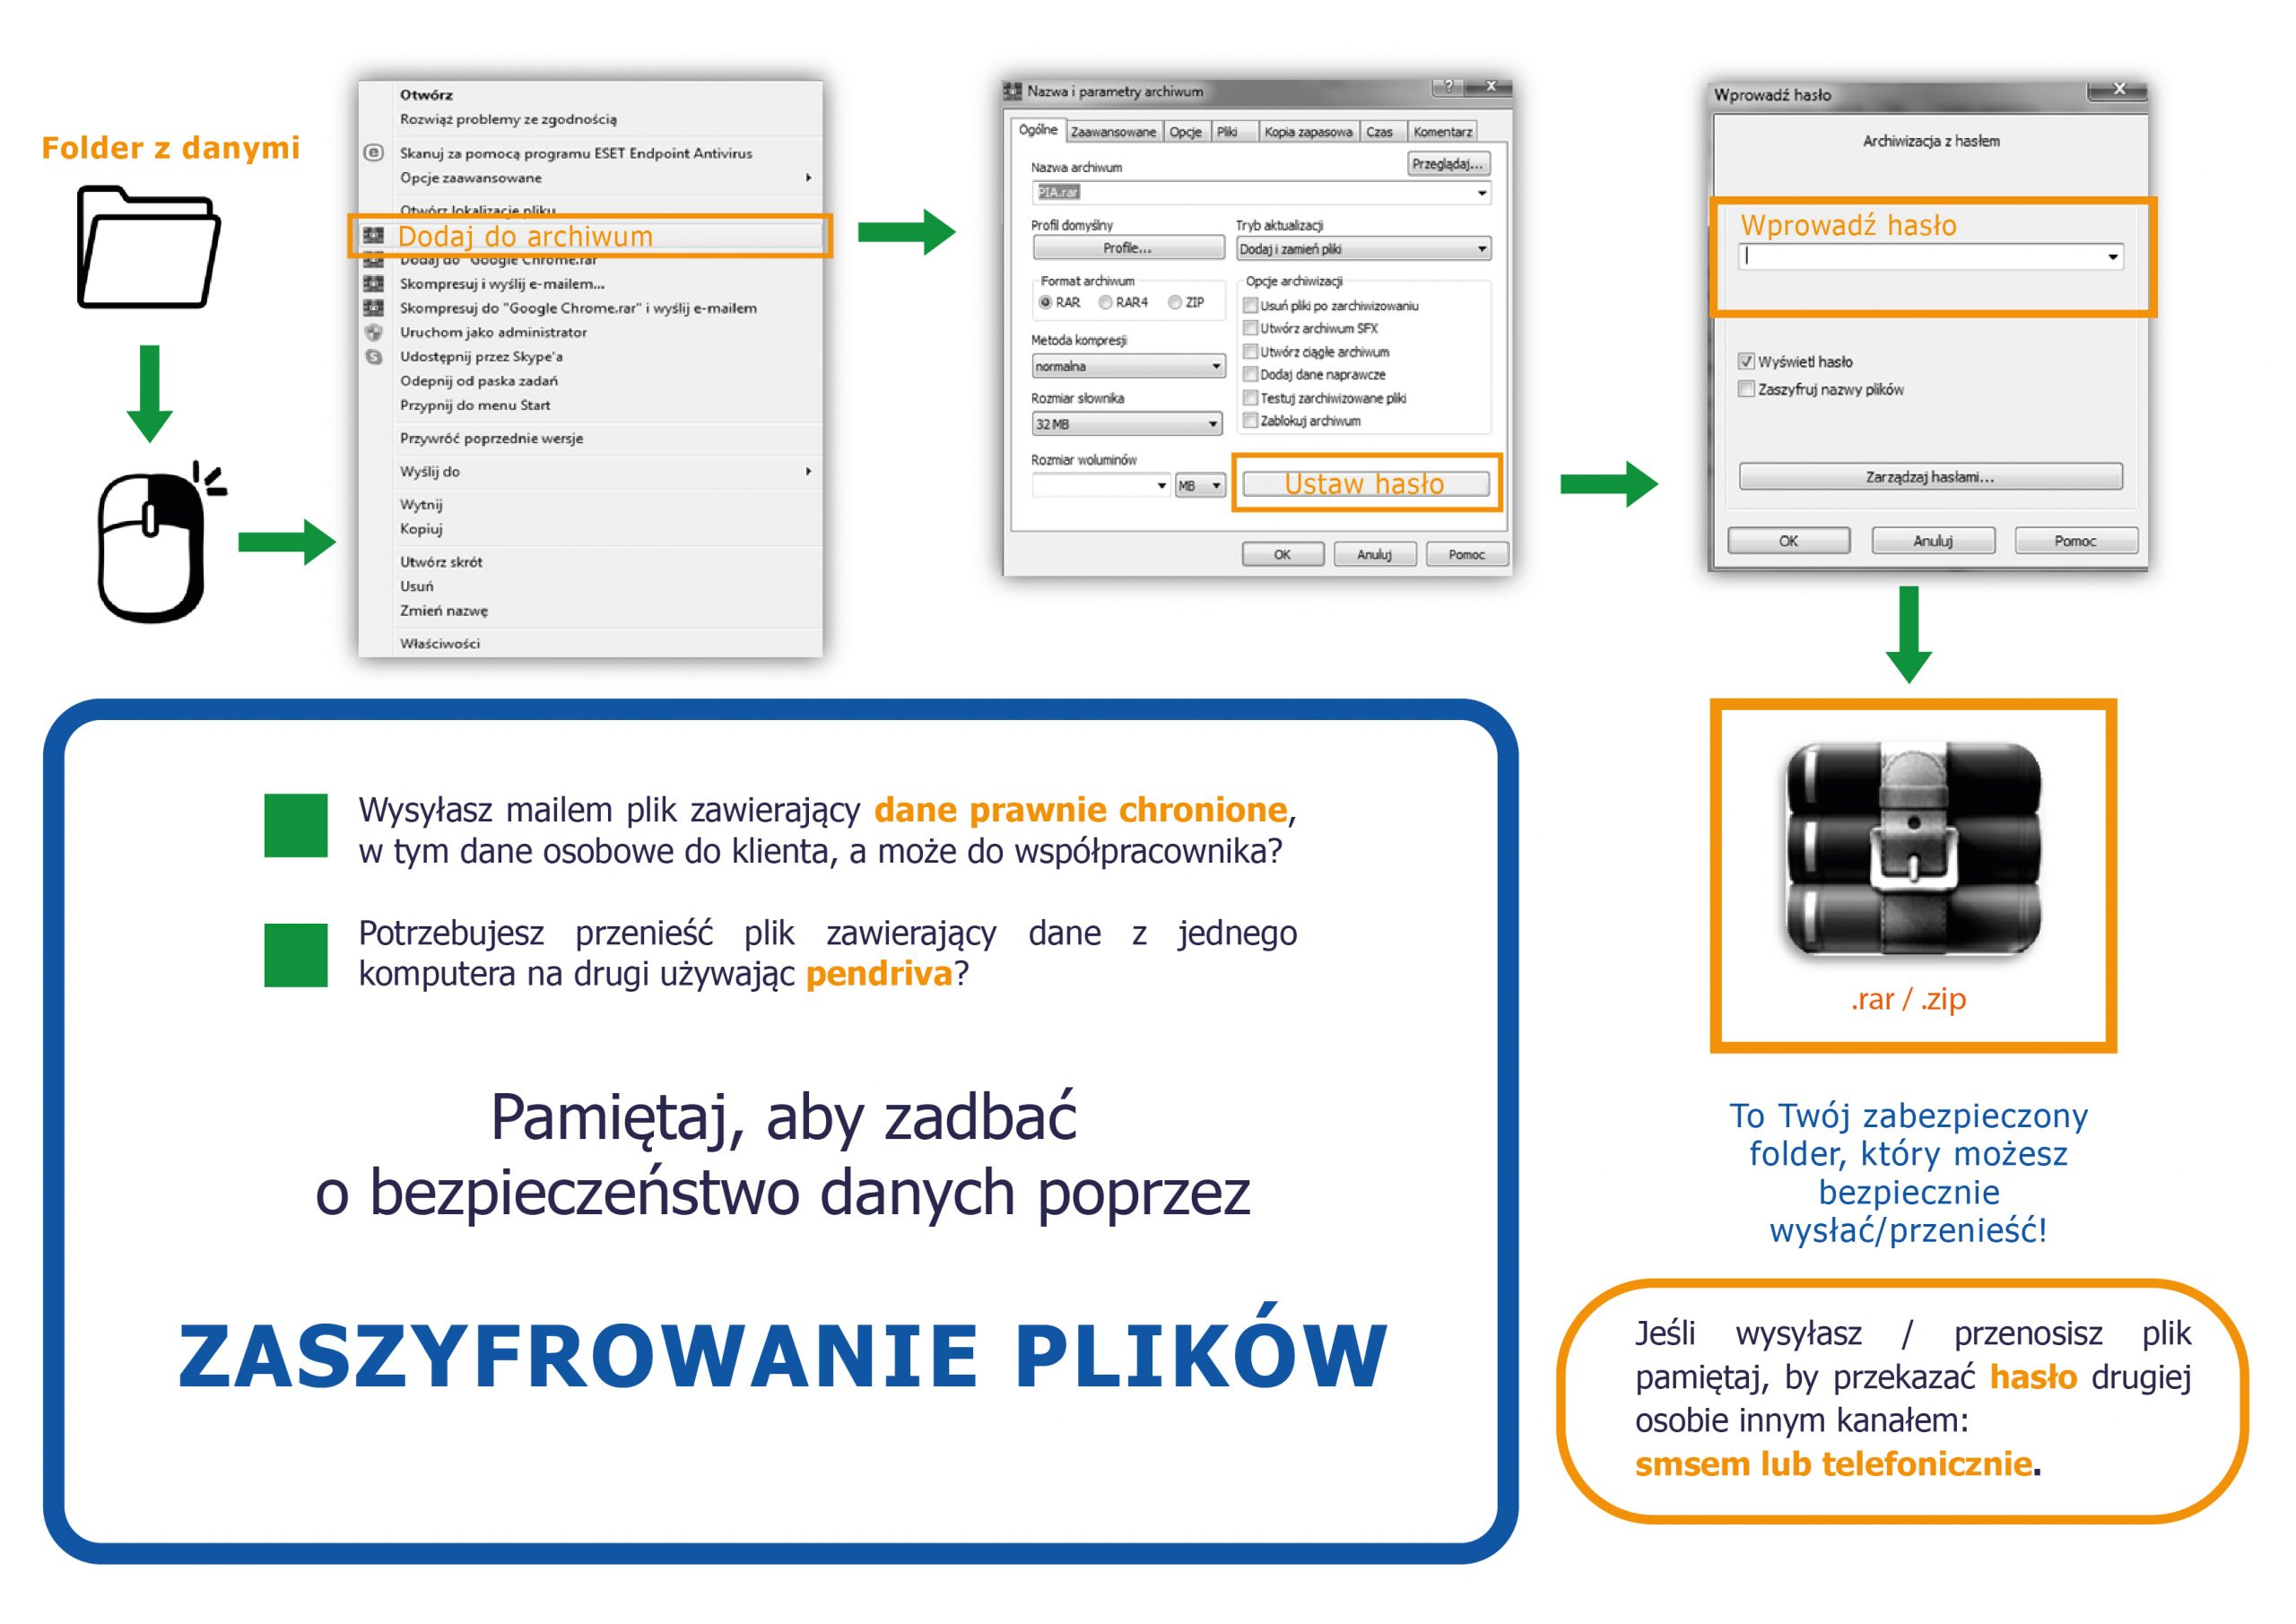 Folder z danymi
Otwórz
Rozwiąż problemy ze zgodnością
Skanuj za pomocą programu ESET Endpoint Antivirus
Opcje zaawansowane
Otwórz lokalizację pliku
Dodaj do archiwum
Dodaj do "Google Chrome.rar"
Skompresuj i wyślij e-mailem...
Skompresuj do "Google Chrome.rar" i wyślij e-mailem
Uruchom jako administrator
Udostępnij przez Skype'a
Odepnij od paska zadań
Przypnij do menu Start
Przywróć poprzednie wersje
Wyślij do
Wytnij
Kopiuj
Utwórz skrót
Usuń
Zmień nazwę
Właściwości
Nazwa i parametry archiwum
Ogólne Zaawansowane Opcje Pliki Kopia zapasowa Czas Komentarz
Nazwa archiwum Przeglądaj...
PIA.rar
Profil domyślny Tryb aktualizacji
Profile... Dodaj i zamień pliki
Format archiwum Opcje archiwizacji
RAR RAR4 ZIP Usuń pliki po zarchiwizowaniu
Utwórz archiwum SFX
Metoda kompresji Utwórz ciągłe archiwum
normalna Dodaj dane naprawcze
Rozmiar słownika Testuj zarchiwizowane pliki
32 MB Zablokuj archiwum
Rozmiar woluminów
MB Ustaw hasło
OK Anuluj Pomoc
Wprowadź hasło
Archiwizacja z hasłem
Wprowadź hasło
Wyświetl hasło
Zaszyfruj nazwy plików
Zarządzaj hasłami...
OK Anuluj Pomoc
Wysyłasz mailem plik zawierający dane prawnie chronione,
w tym dane osobowe do klienta, a może do współpracownika?
Potrzebujesz przenieść plik zawierający dane z jednego
komputera na drugi używając pendriva?
Pamiętaj, aby zadbać
o bezpieczeństwo danych poprzez
ZASZYFROWANIE PLIKÓW
.rar / .zip
To Twój zabezpieczony
folder, który możesz
bezpiecznie
wysłać/przenieść!
Jeśli wysyłasz / przenosisz plik
pamiętaj, by przekazać hasło drugiej
osobie innym kanałem:
smsem lub telefonicznie.